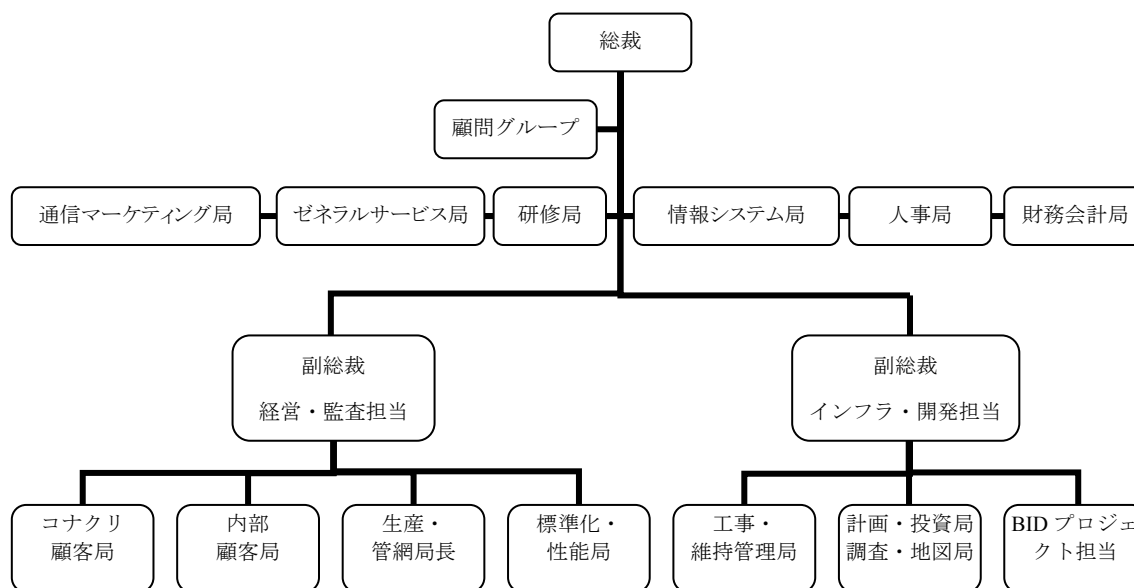 総裁
顧問グループ
通信マーケティング局
ゼネラルサービス局
研修局
情報システム局
人事局
財務会計局
副総裁
経営・監査担当
副総裁
インフラ・開発担当
コナクリ
顧客局
内部
顧客局
生産・
管網局長
標準化・
性能局
工事・
維持管理局
計画・投資局
調査・地図局
BID プロジェ
クト担当